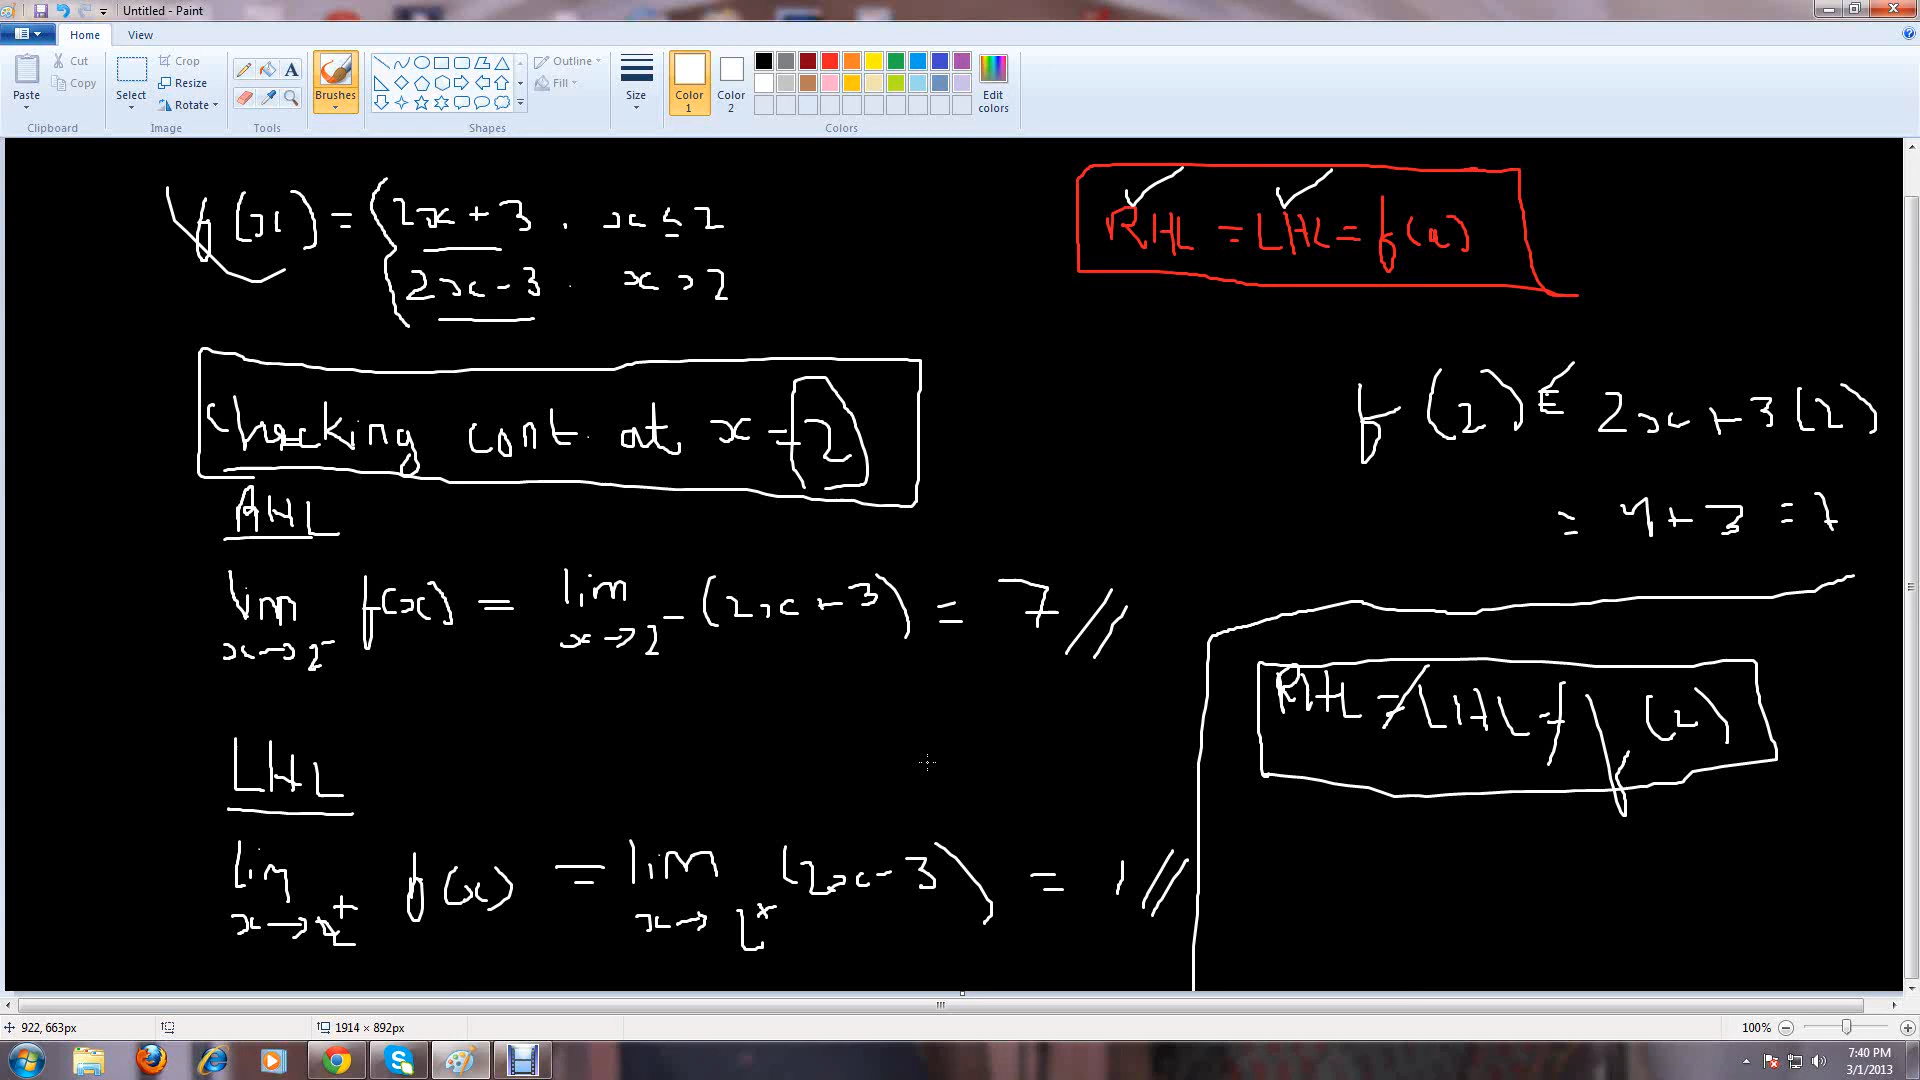 Untitled - Paint
Home View
Paste Cut Copy Select Crop Resize Rotate Brushes Size Outline Fill Color 1 Color 2 Edit colors
Clipboard Image Tools Shapes Colors
f(x) = { 2x + 3 . x ≤ 2
2x - 3 . x > 2
RHL = LHL = f(a)
checking cont. at x = 2
f(2) = 2x + 3 (2)
= 4 + 3 = 7
RHL
lim x→2⁻ f(x) = lim x→2⁻ (2x + 3) = 7 //
RHL ≠ LHL ≠ f(2)
LHL
lim x→2⁺ f(x) = lim x→2⁺ (2x - 3) = 1 //
922, 663px 1914 × 892px 100%
7:40 PM
3/1/2013